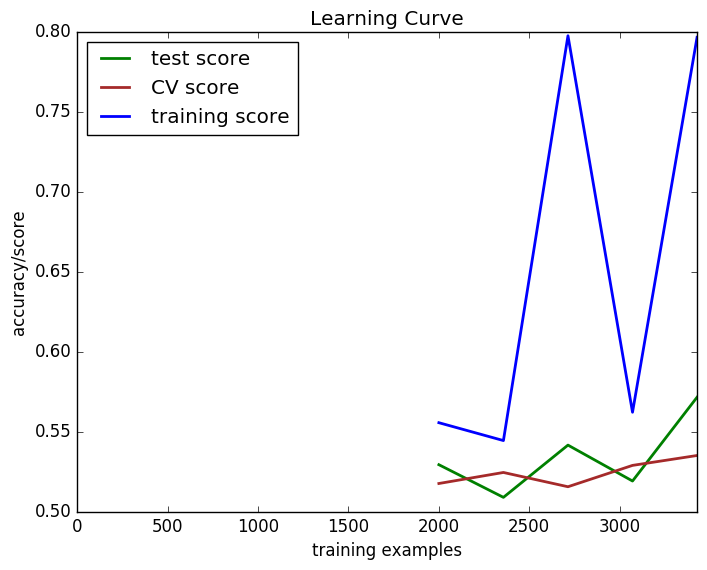 Learning Curve
test score
CV score
training score
accuracy/score
0.80
0.75
0.70
0.65
0.60
0.55
0.50
0 500 1000 1500 2000 2500 3000
training examples